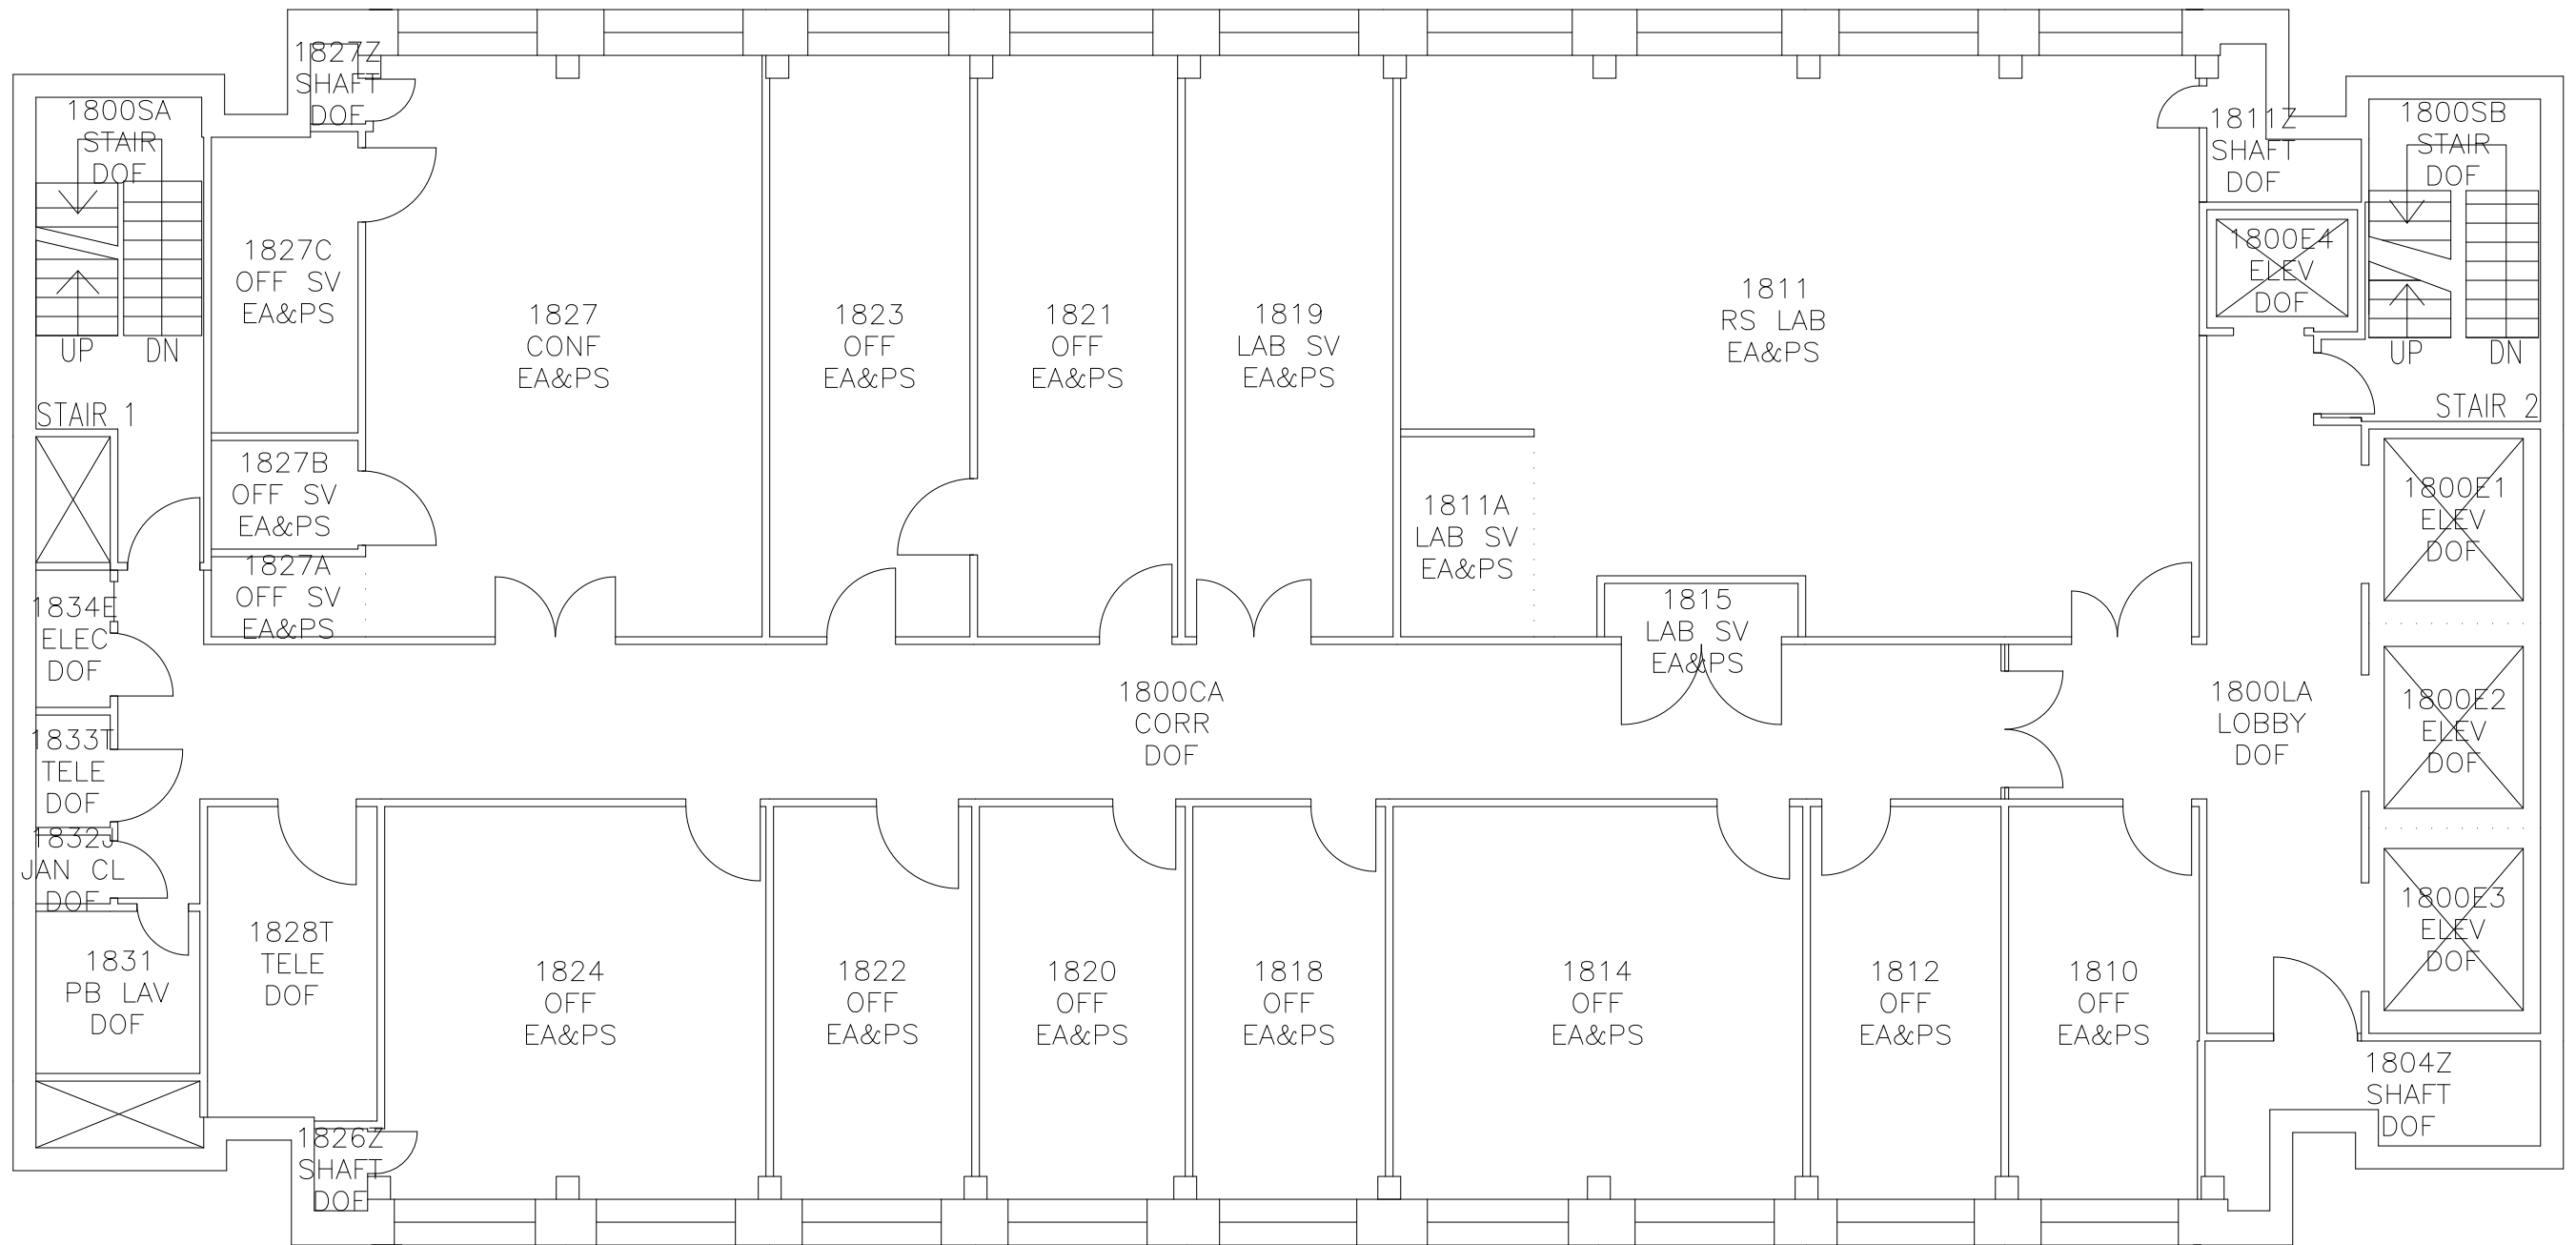 1827Z
SHAFT
DOF
1800SA
STAIR
DOF
UP
DN
STAIR 1
1827C
OFF SV
EA&PS
1827B
OFF SV
EA&PS
1827A
OFF SV
EA&PS
1827
CONF
EA&PS
1823
OFF
EA&PS
1821
OFF
EA&PS
1819
LAB SV
EA&PS
1811
RS LAB
EA&PS
1811A
LAB SV
EA&PS
1815
LAB SV
EA&PS
1811Z
SHAFT
DOF
1800SB
STAIR
DOF
1800E4
ELEV
DOF
UP
DN
STAIR 2
1800E1
ELEV
DOF
1834E
ELEC
DOF
1833T
TELE
DOF
1832J
JAN CL
DOF
1800CA
CORR
DOF
1800LA
LOBBY
DOF
1800E2
ELEV
DOF
1800E3
ELEV
DOF
1831
PB LAV
DOF
1828T
TELE
DOF
1826Z
SHAFT
DOF
1824
OFF
EA&PS
1822
OFF
EA&PS
1820
OFF
EA&PS
1818
OFF
EA&PS
1814
OFF
EA&PS
1812
OFF
EA&PS
1810
OFF
EA&PS
1804Z
SHAFT
DOF